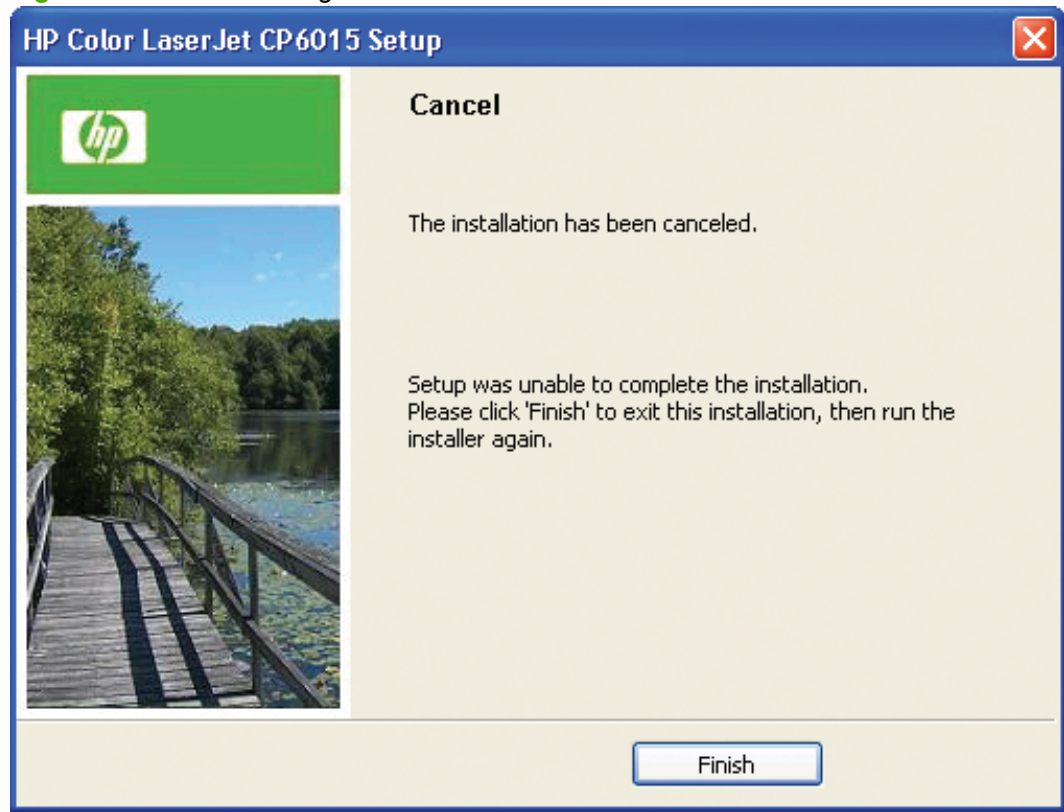 HP Color LaserJet CP6015 Setup
hp
Cancel
The installation has been canceled.
Setup was unable to complete the installation.
Please click 'Finish' to exit this installation, then run the
installer again.
Finish